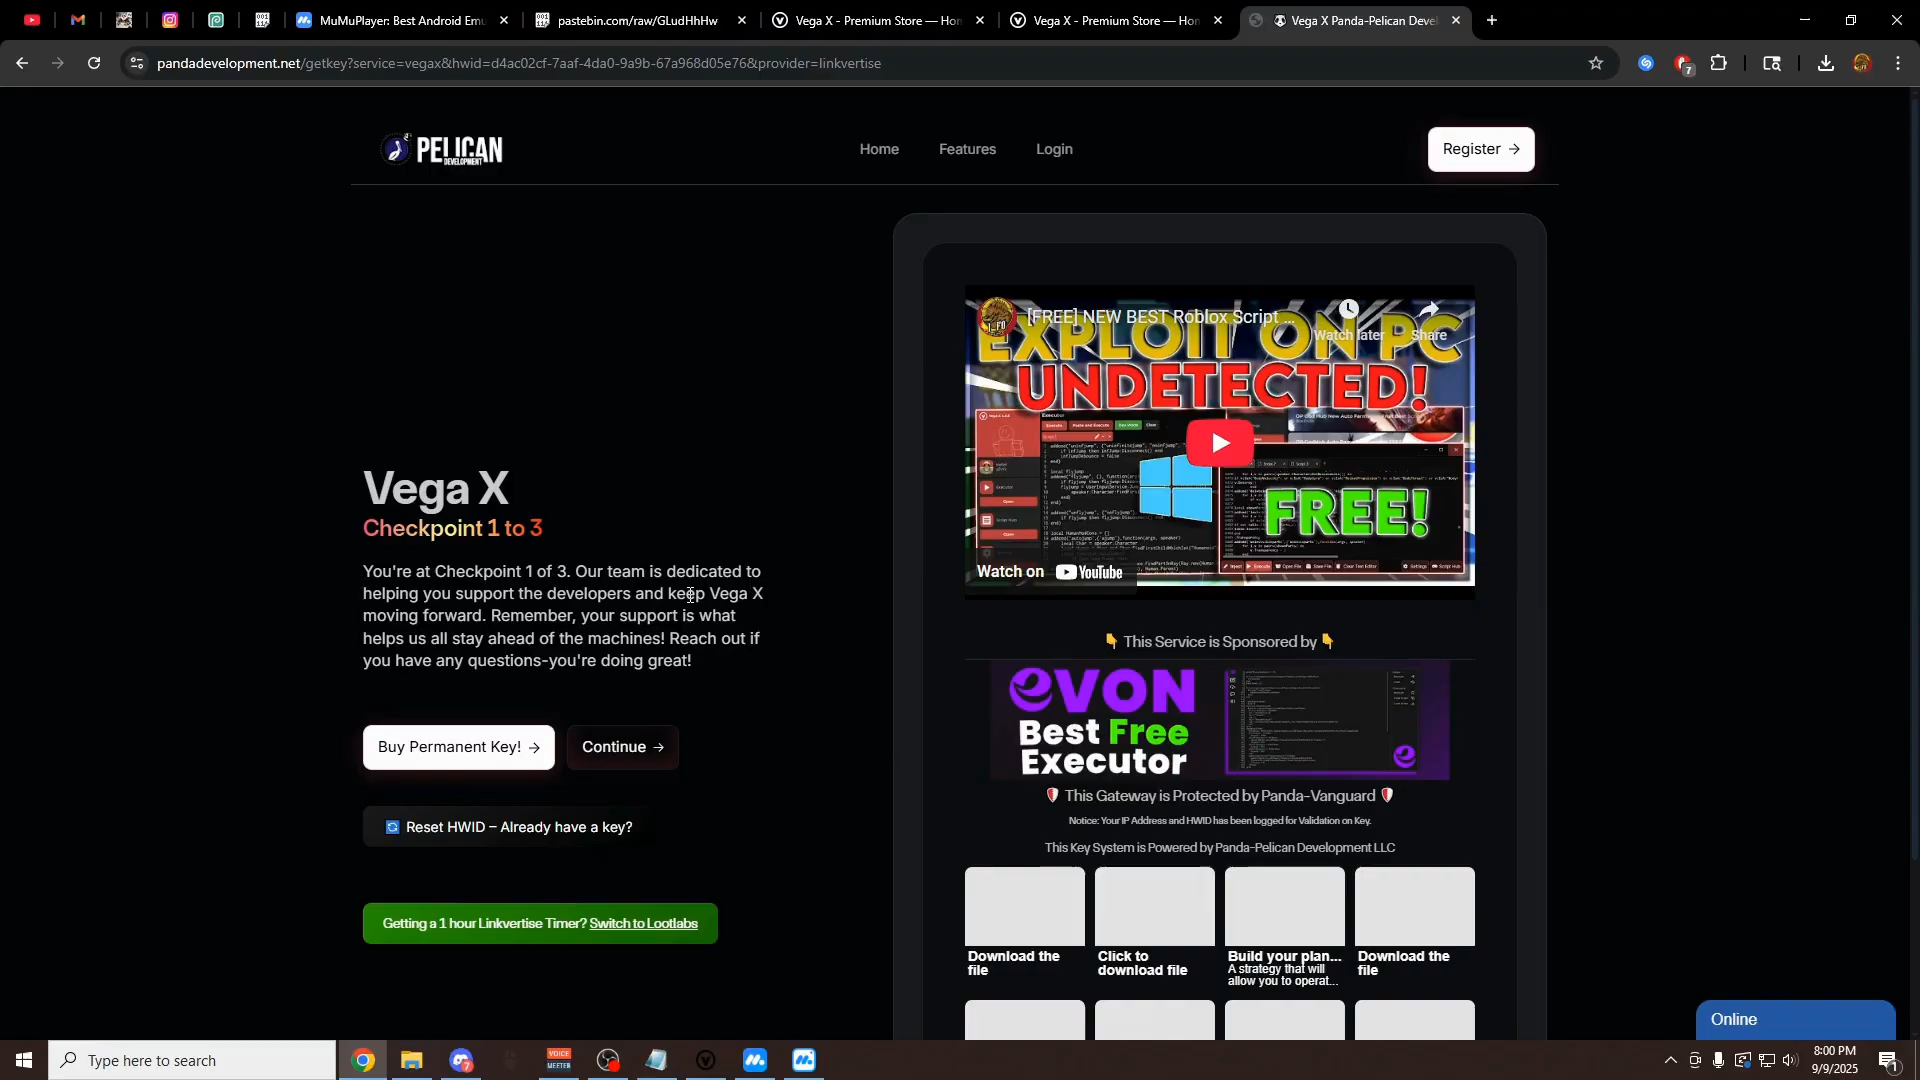 MuMuPlayer: Best Android Emu
pastebin.com/raw/GLudHhHw
Vega X - Premium Store — Hom
Vega X - Premium Store — Hom
Vega X Panda-Pelican Devel
pandadevelopment.net/getkey?service=vegax&hwid=d4ac02cf-7aaf-4da0-9a9b-67a968d05e76&provider=linkvertise
7
PELICAN
DEVELOPMENT
Home
Features
Login
Register →
Vega X
Checkpoint 1 to 3
You're at Checkpoint 1 of 3. Our team is dedicated to
helping you support the developers and keep Vega X
moving forward. Remember, your support is what
helps us all stay ahead of the machines! Reach out if
you have any questions-you're doing great!
Buy Permanent Key! →
Continue →
Reset HWID – Already have a key?
Getting a 1 hour Linkvertise Timer? Switch to Lootlabs
[FREE] NEW BEST Roblox Script ...
Watch later
Share
EXPLOIT ON PC
UNDETECTED!
FREE!
Watch on YouTube
👇 This Service is Sponsored by 👇
eVON
Best Free
Executor
This Gateway is Protected by Panda-Vanguard
Notice: Your IP Address and HWID has been logged for Validation on Key.
This Key System is Powered by Panda-Pelican Development LLC
Download the
file
Click to
download file
Build your plan...
A strategy that will
allow you to operat...
Download the
file
Online
Type here to search
7
VOICE
MEETER
8:00 PM
9/9/2025
1